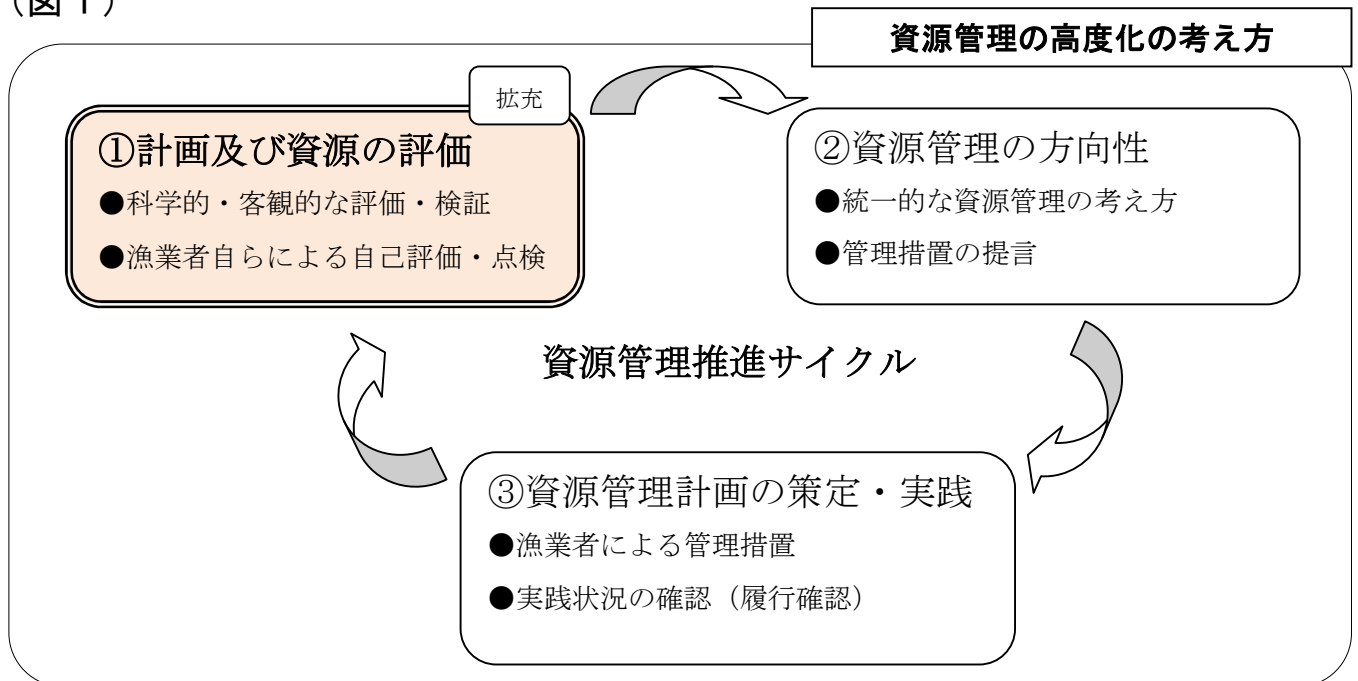 （図１）
資源管理の高度化の考え方
拡充
①計画及び資源の評価
●科学的・客観的な評価・検証
●漁業者自らによる自己評価・点検
②資源管理の方向性
●統一的な資源管理の考え方
●管理措置の提言
資源管理推進サイクル
③資源管理計画の策定・実践
●漁業者による管理措置
●実践状況の確認（履行確認）